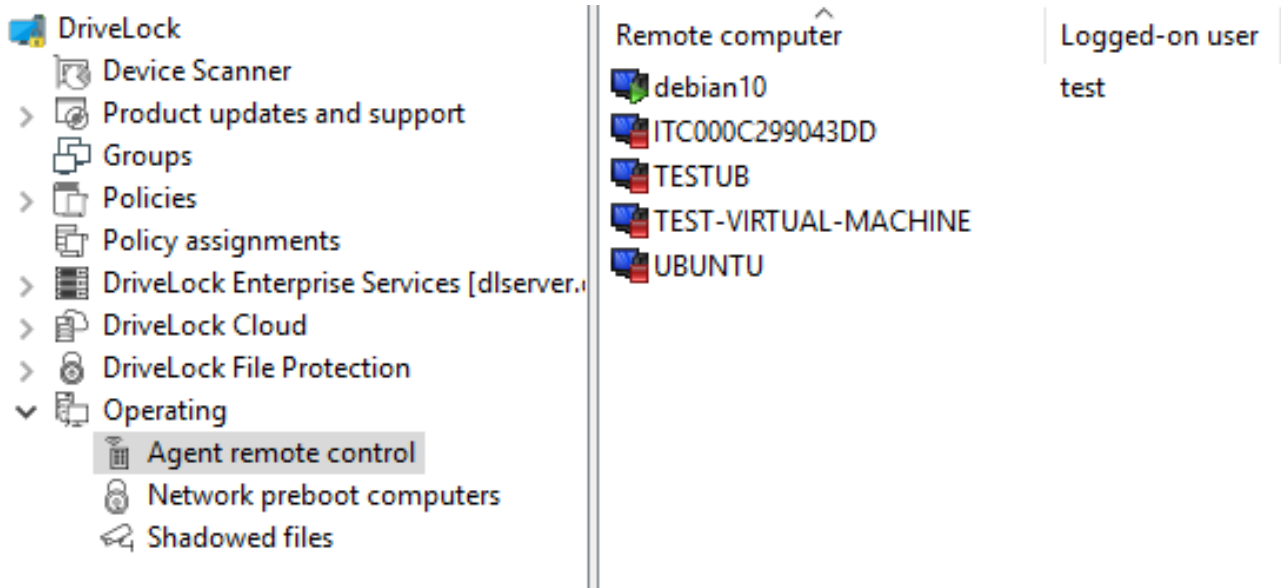 DriveLock
Device Scanner
Product updates and support
Groups
Policies
Policy assignments
DriveLock Enterprise Services [dlserver.
DriveLock Cloud
DriveLock File Protection
Operating
Agent remote control
Network preboot computers
Shadowed files
Remote computer Logged-on user
debian10 test
ITC000C299043DD
TESTUB
TEST-VIRTUAL-MACHINE
UBUNTU